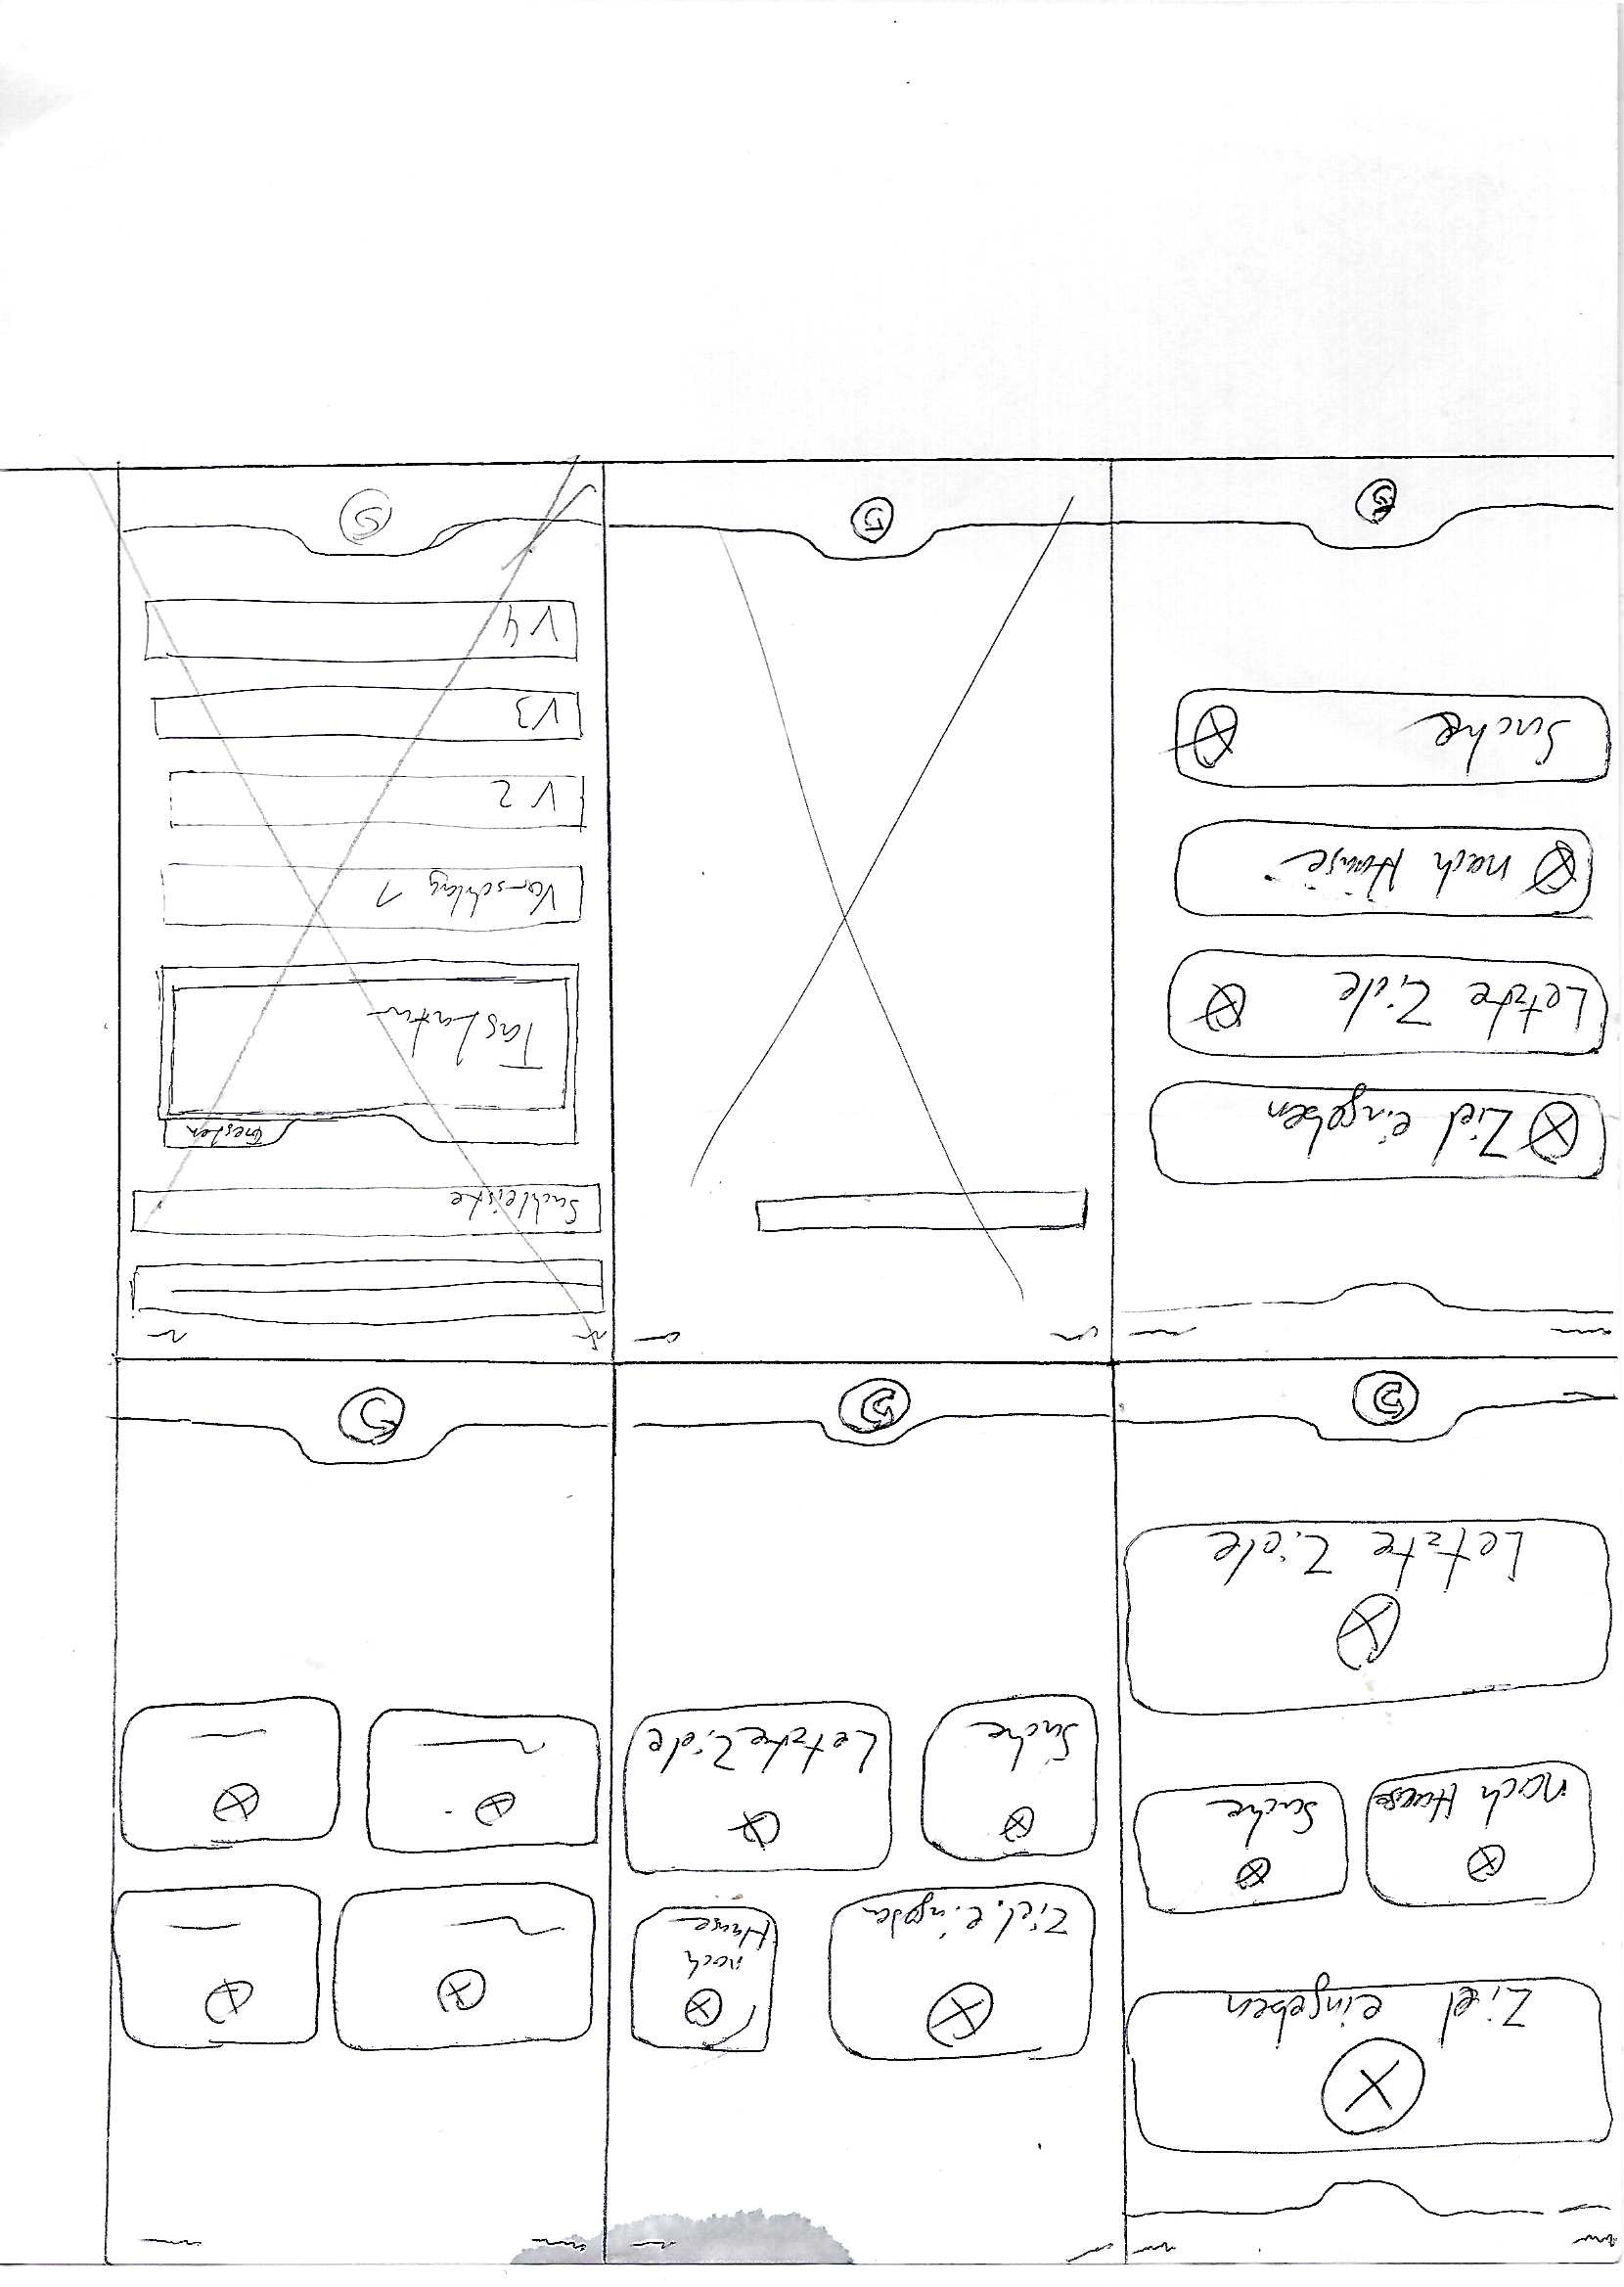 Ziel eingeben
nach Hause
Suche
Letzte Ziele
Ziel eingeben
nach
Hause
Suche
Letzte Ziele
Ziel eingeben
Letzte Ziele
nach Hause
Suche
Suchleiste
Gesten
Tastatur
Vorschlag 1
V2
V3
V4